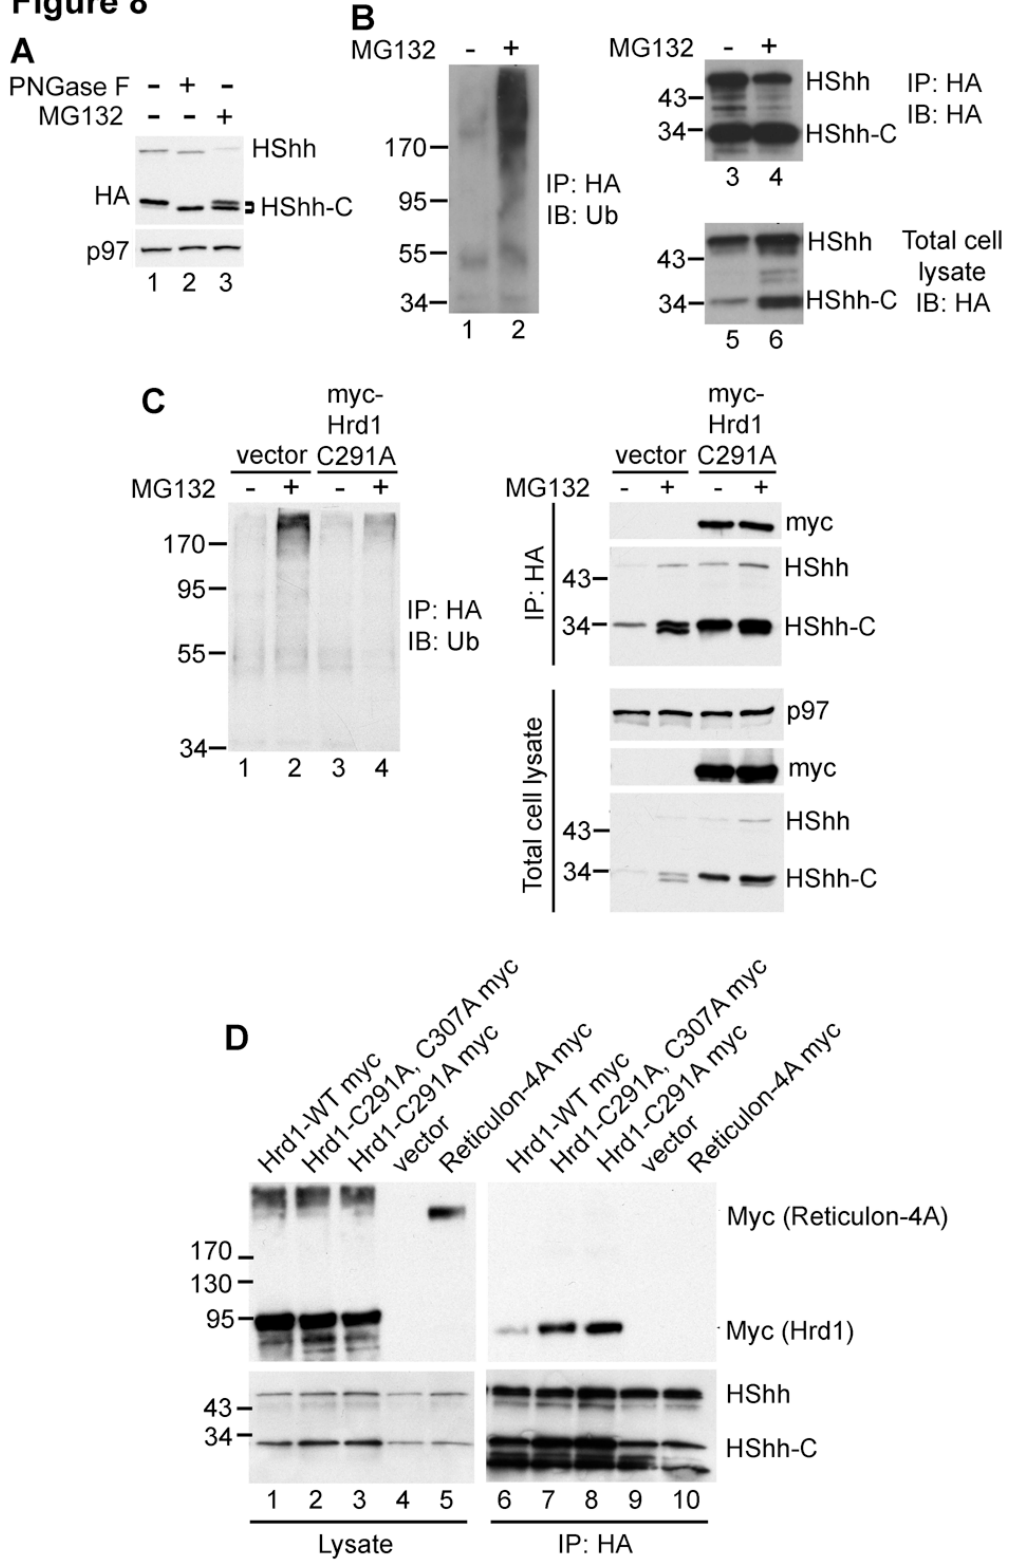 Figure 8
A
PNGase F - + -
MG132 - - +
HShh
HA
HShh-C
p97
1 2 3
B
MG132 - +
170
95
55
34
IP: HA
IB: Ub
1 2
MG132 - +
HShh
43
34
HShh-C
IP: HA
IB: HA
3 4
HShh
43
34
HShh-C
Total cell
lysate
IB: HA
5 6
C
myc-
Hrd1
vector C291A
MG132 - + - +
170
95
55
34
IP: HA
IB: Ub
1 2 3 4
myc-
Hrd1
vector C291A
MG132 - + - +
IP: HA
myc
HShh
43
34
HShh-C
Total cell lysate
p97
myc
HShh
43
34
HShh-C
D
Hrd1-WT myc
Hrd1-C291A, C307A myc
Hrd1-C291A myc
vector
Reticulon-4A myc
Hrd1-WT myc
Hrd1-C291A, C307A myc
Hrd1-C291A myc
vector
Reticulon-4A myc
Myc (Reticulon-4A)
170
130
95
Myc (Hrd1)
HShh
43
34
HShh-C
1 2 3 4 5 6 7 8 9 10
Lysate IP: HA